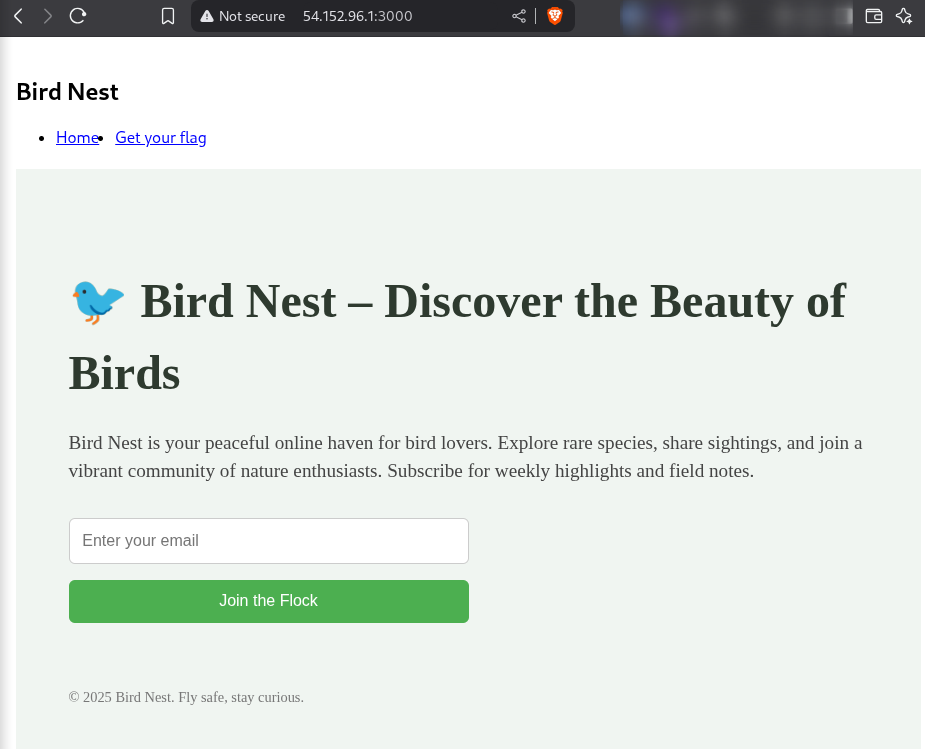 Not secure 54.152.96.1:3000
Bird Nest
Home Get your flag
Bird Nest – Discover the Beauty of
Birds
Bird Nest is your peaceful online haven for bird lovers. Explore rare species, share sightings, and join a
vibrant community of nature enthusiasts. Subscribe for weekly highlights and field notes.
Enter your email
Join the Flock
© 2025 Bird Nest. Fly safe, stay curious.